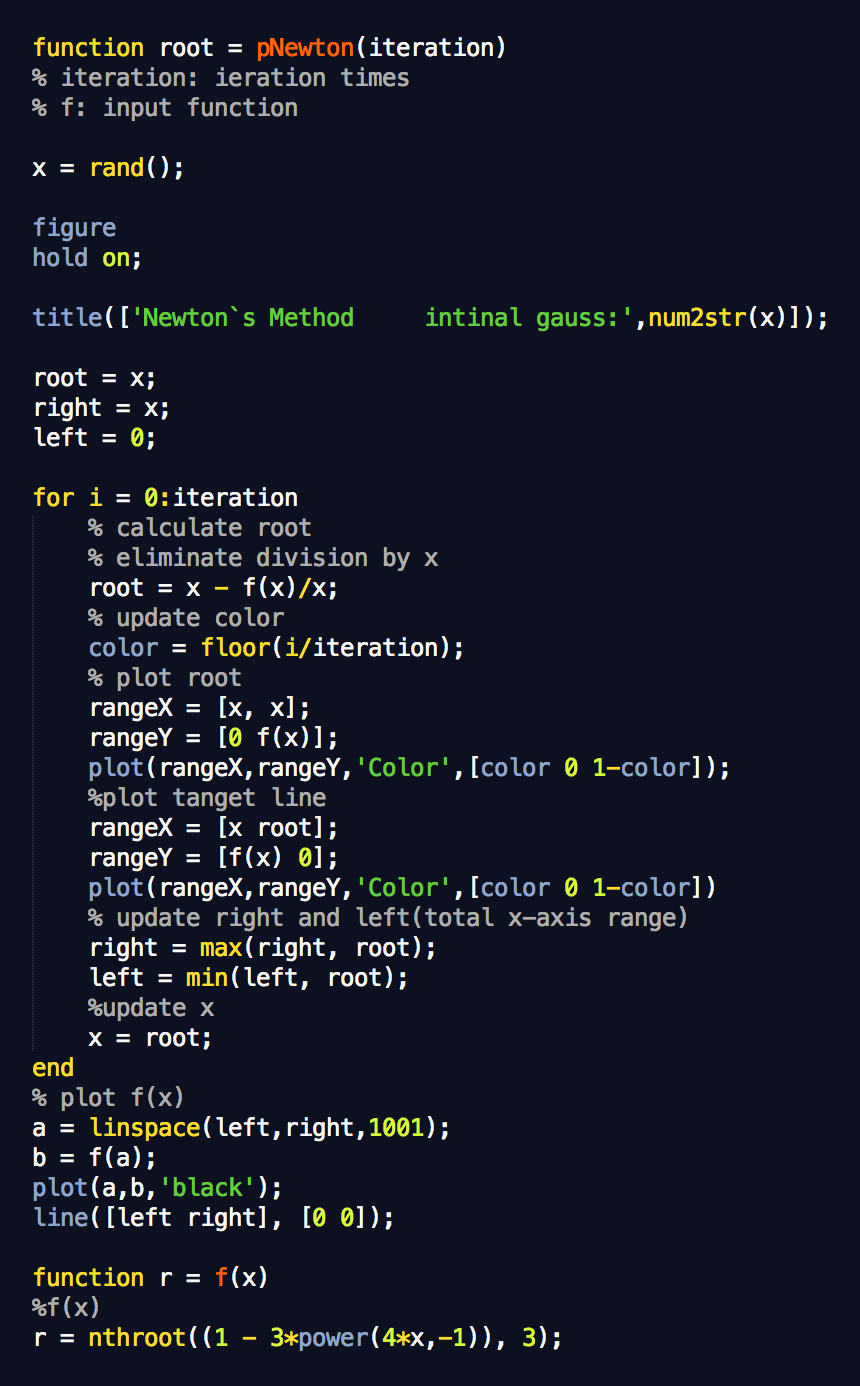 function root = pNewton(iteration)
% iteration: ieration times
% f: input function
x = rand();
figure
hold on;
title(['Newton`s Method     intinal gauss:',num2str(x)]);
root = x;
right = x;
left = 0;
for i = 0:iteration
    % calculate root
    % eliminate division by x
    root = x - f(x)/x;
    % update color
    color = floor(i/iteration);
    % plot root
    rangeX = [x, x];
    rangeY = [0 f(x)];
    plot(rangeX,rangeY,'Color',[color 0 1-color]);
    %plot tanget line
    rangeX = [x root];
    rangeY = [f(x) 0];
    plot(rangeX,rangeY,'Color',[color 0 1-color])
    % update right and left(total x-axis range)
    right = max(right, root);
    left = min(left, root);
    %update x
    x = root;
end
% plot f(x)
a = linspace(left,right,1001);
b = f(a);
plot(a,b,'black');
line([left right], [0 0]);
function r = f(x)
%f(x)
r = nthroot((1 - 3*power(4*x,-1)), 3);